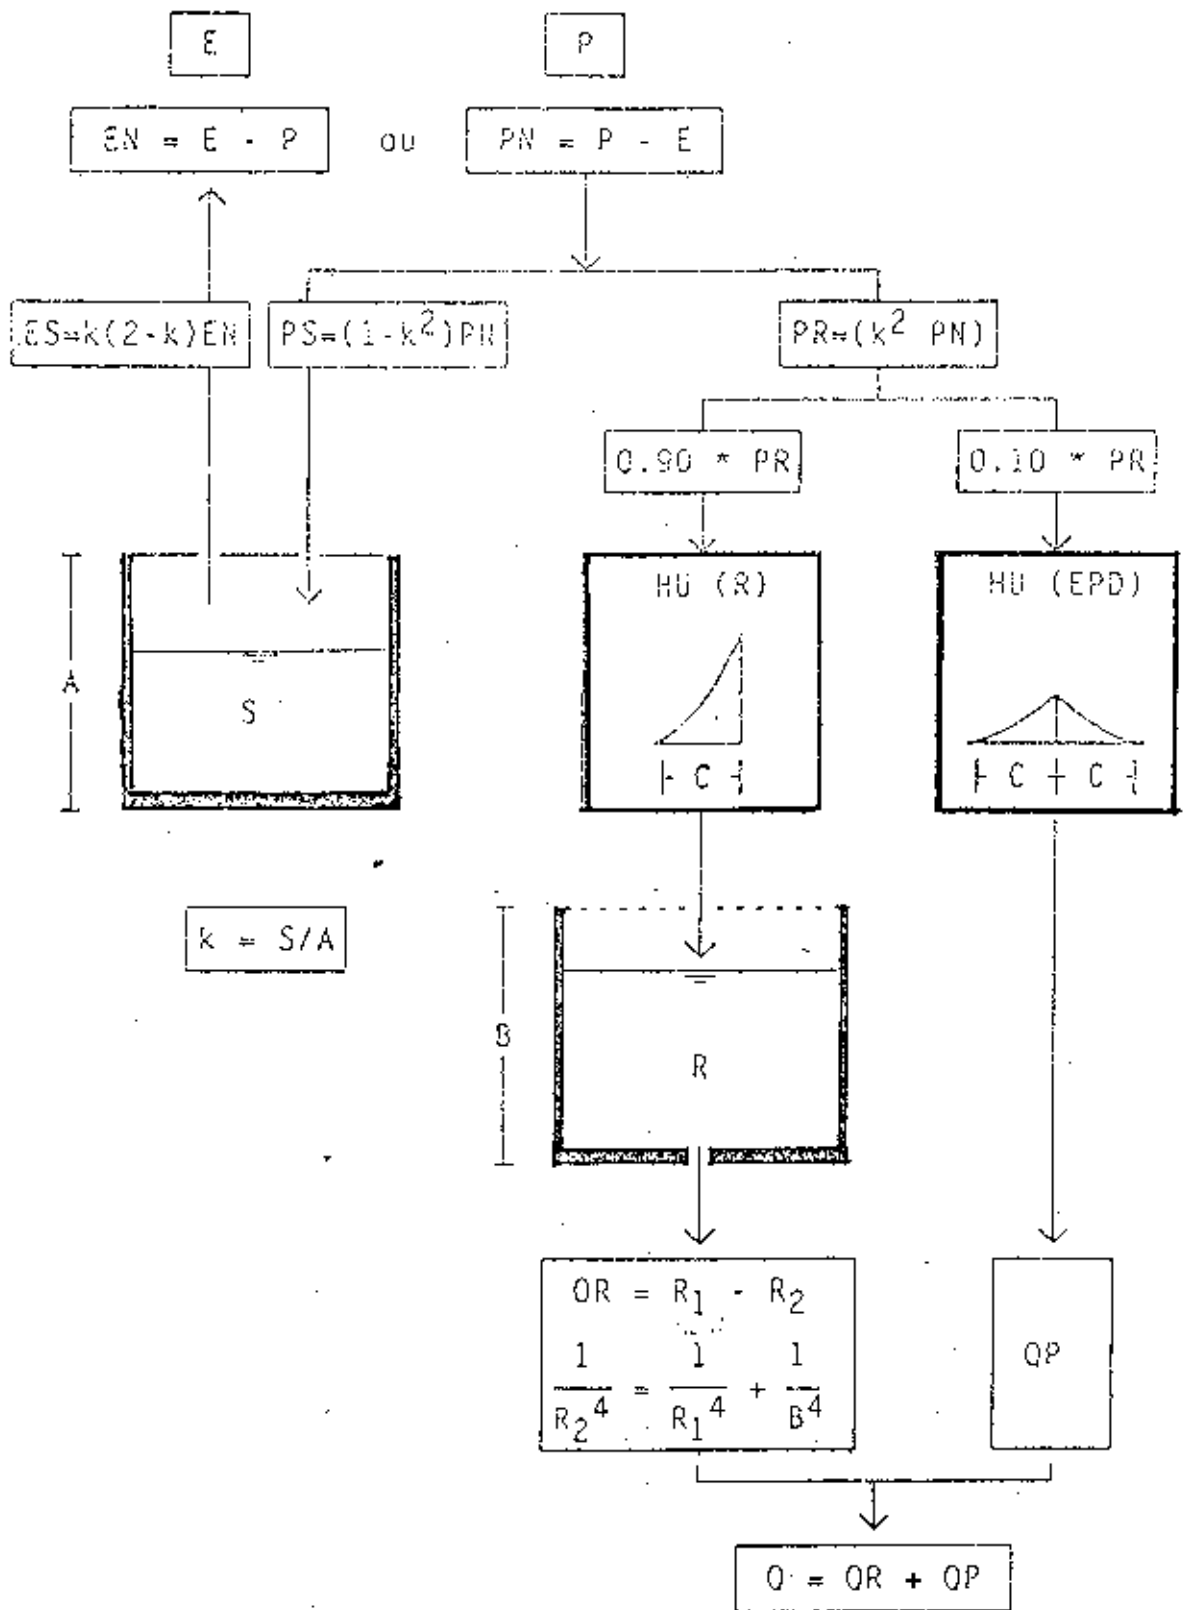 E
P
EN = E - P ou PN = P - E
ES=k(2-k)EN
PS=(1-k²)PN
PR=(k² PN)
0.90 * PR
0.10 * PR
HU (R)
HU (EPD)
A
S
C
C C
k = S/A
B
R
QR = R₁ - R₂
1/R₂⁴ = 1/R₁⁴ + 1/B⁴
QP
Q = QR + QP